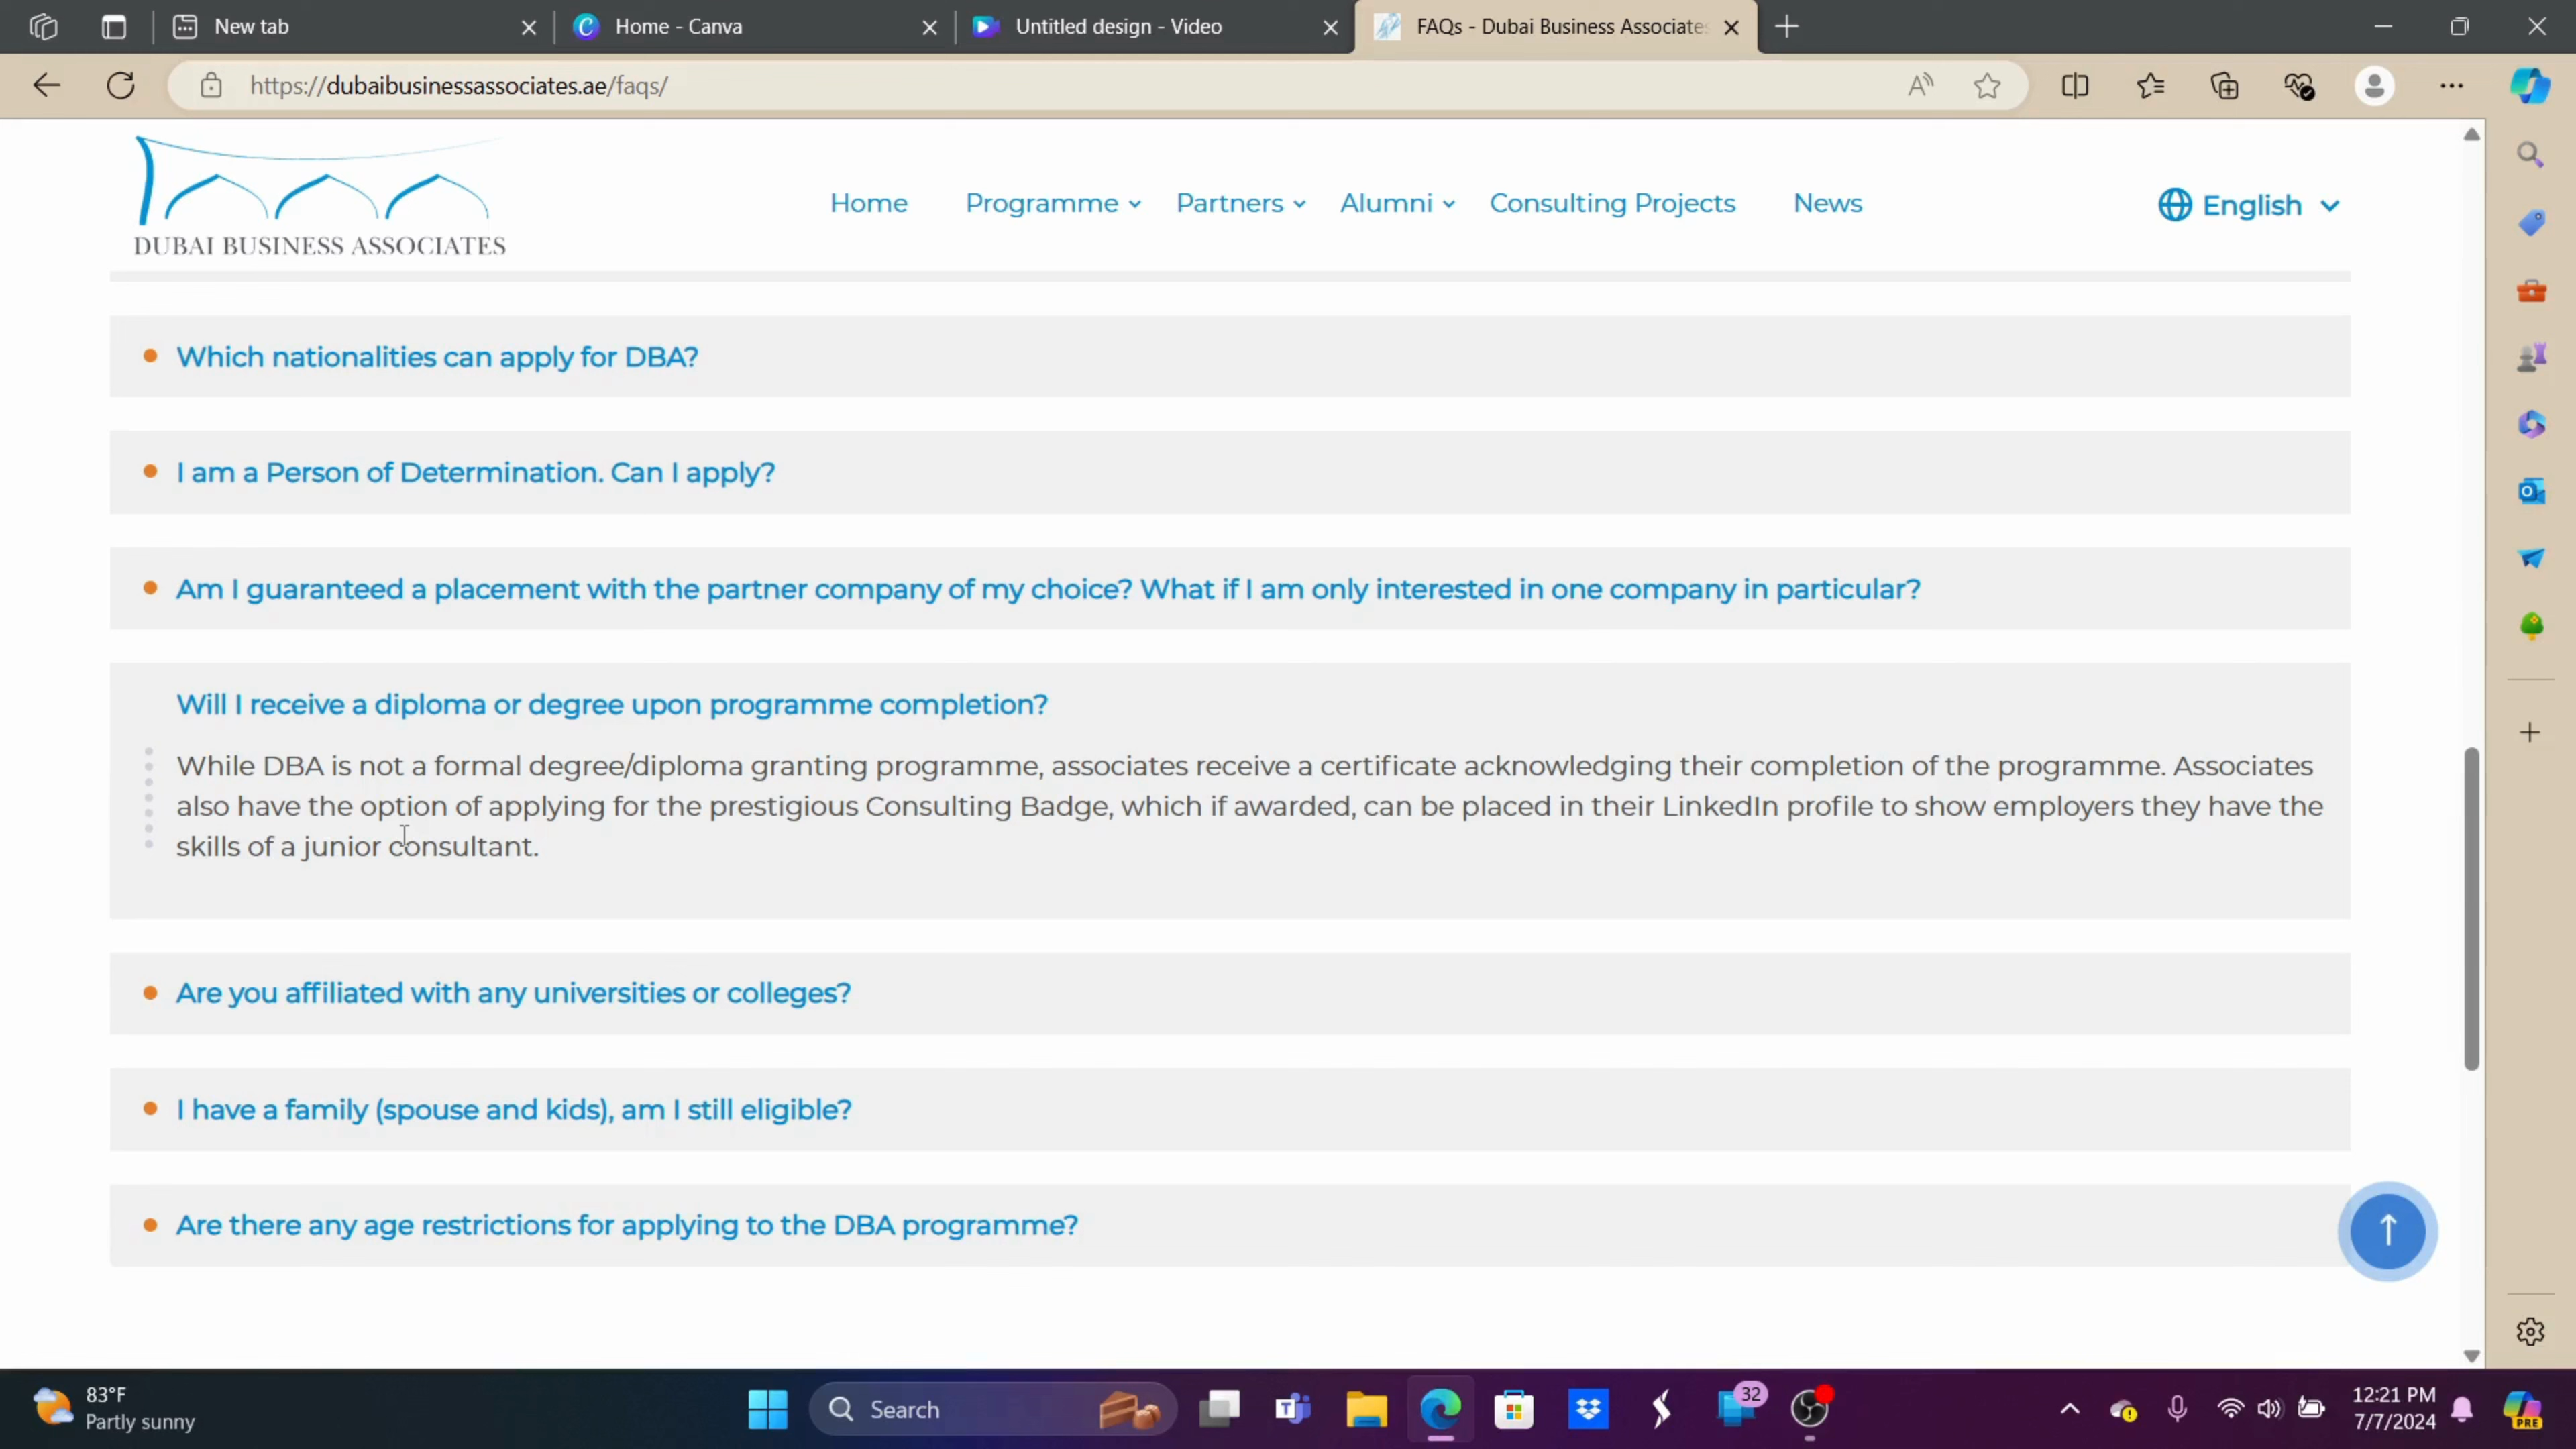 New tab
Home - Canva
Untitled design - Video
FAQs - Dubai Business Associates
https://dubaibusinessassociates.ae/faqs/
DUBAI BUSINESS ASSOCIATES
Home
Programme
Partners
Alumni
Consulting Projects
News
English
Which nationalities can apply for DBA?
I am a Person of Determination. Can I apply?
Am I guaranteed a placement with the partner company of my choice? What if I am only interested in one company in particular?
Will I receive a diploma or degree upon programme completion?
While DBA is not a formal degree/diploma granting programme, associates receive a certificate acknowledging their completion of the programme. Associates
also have the option of applying for the prestigious Consulting Badge, which if awarded, can be placed in their LinkedIn profile to show employers they have the
skills of a junior consultant.
Are you affiliated with any universities or colleges?
I have a family (spouse and kids), am I still eligible?
Are there any age restrictions for applying to the DBA programme?
83°F
Partly sunny
Search
32
12:21 PM
7/7/2024
PRE